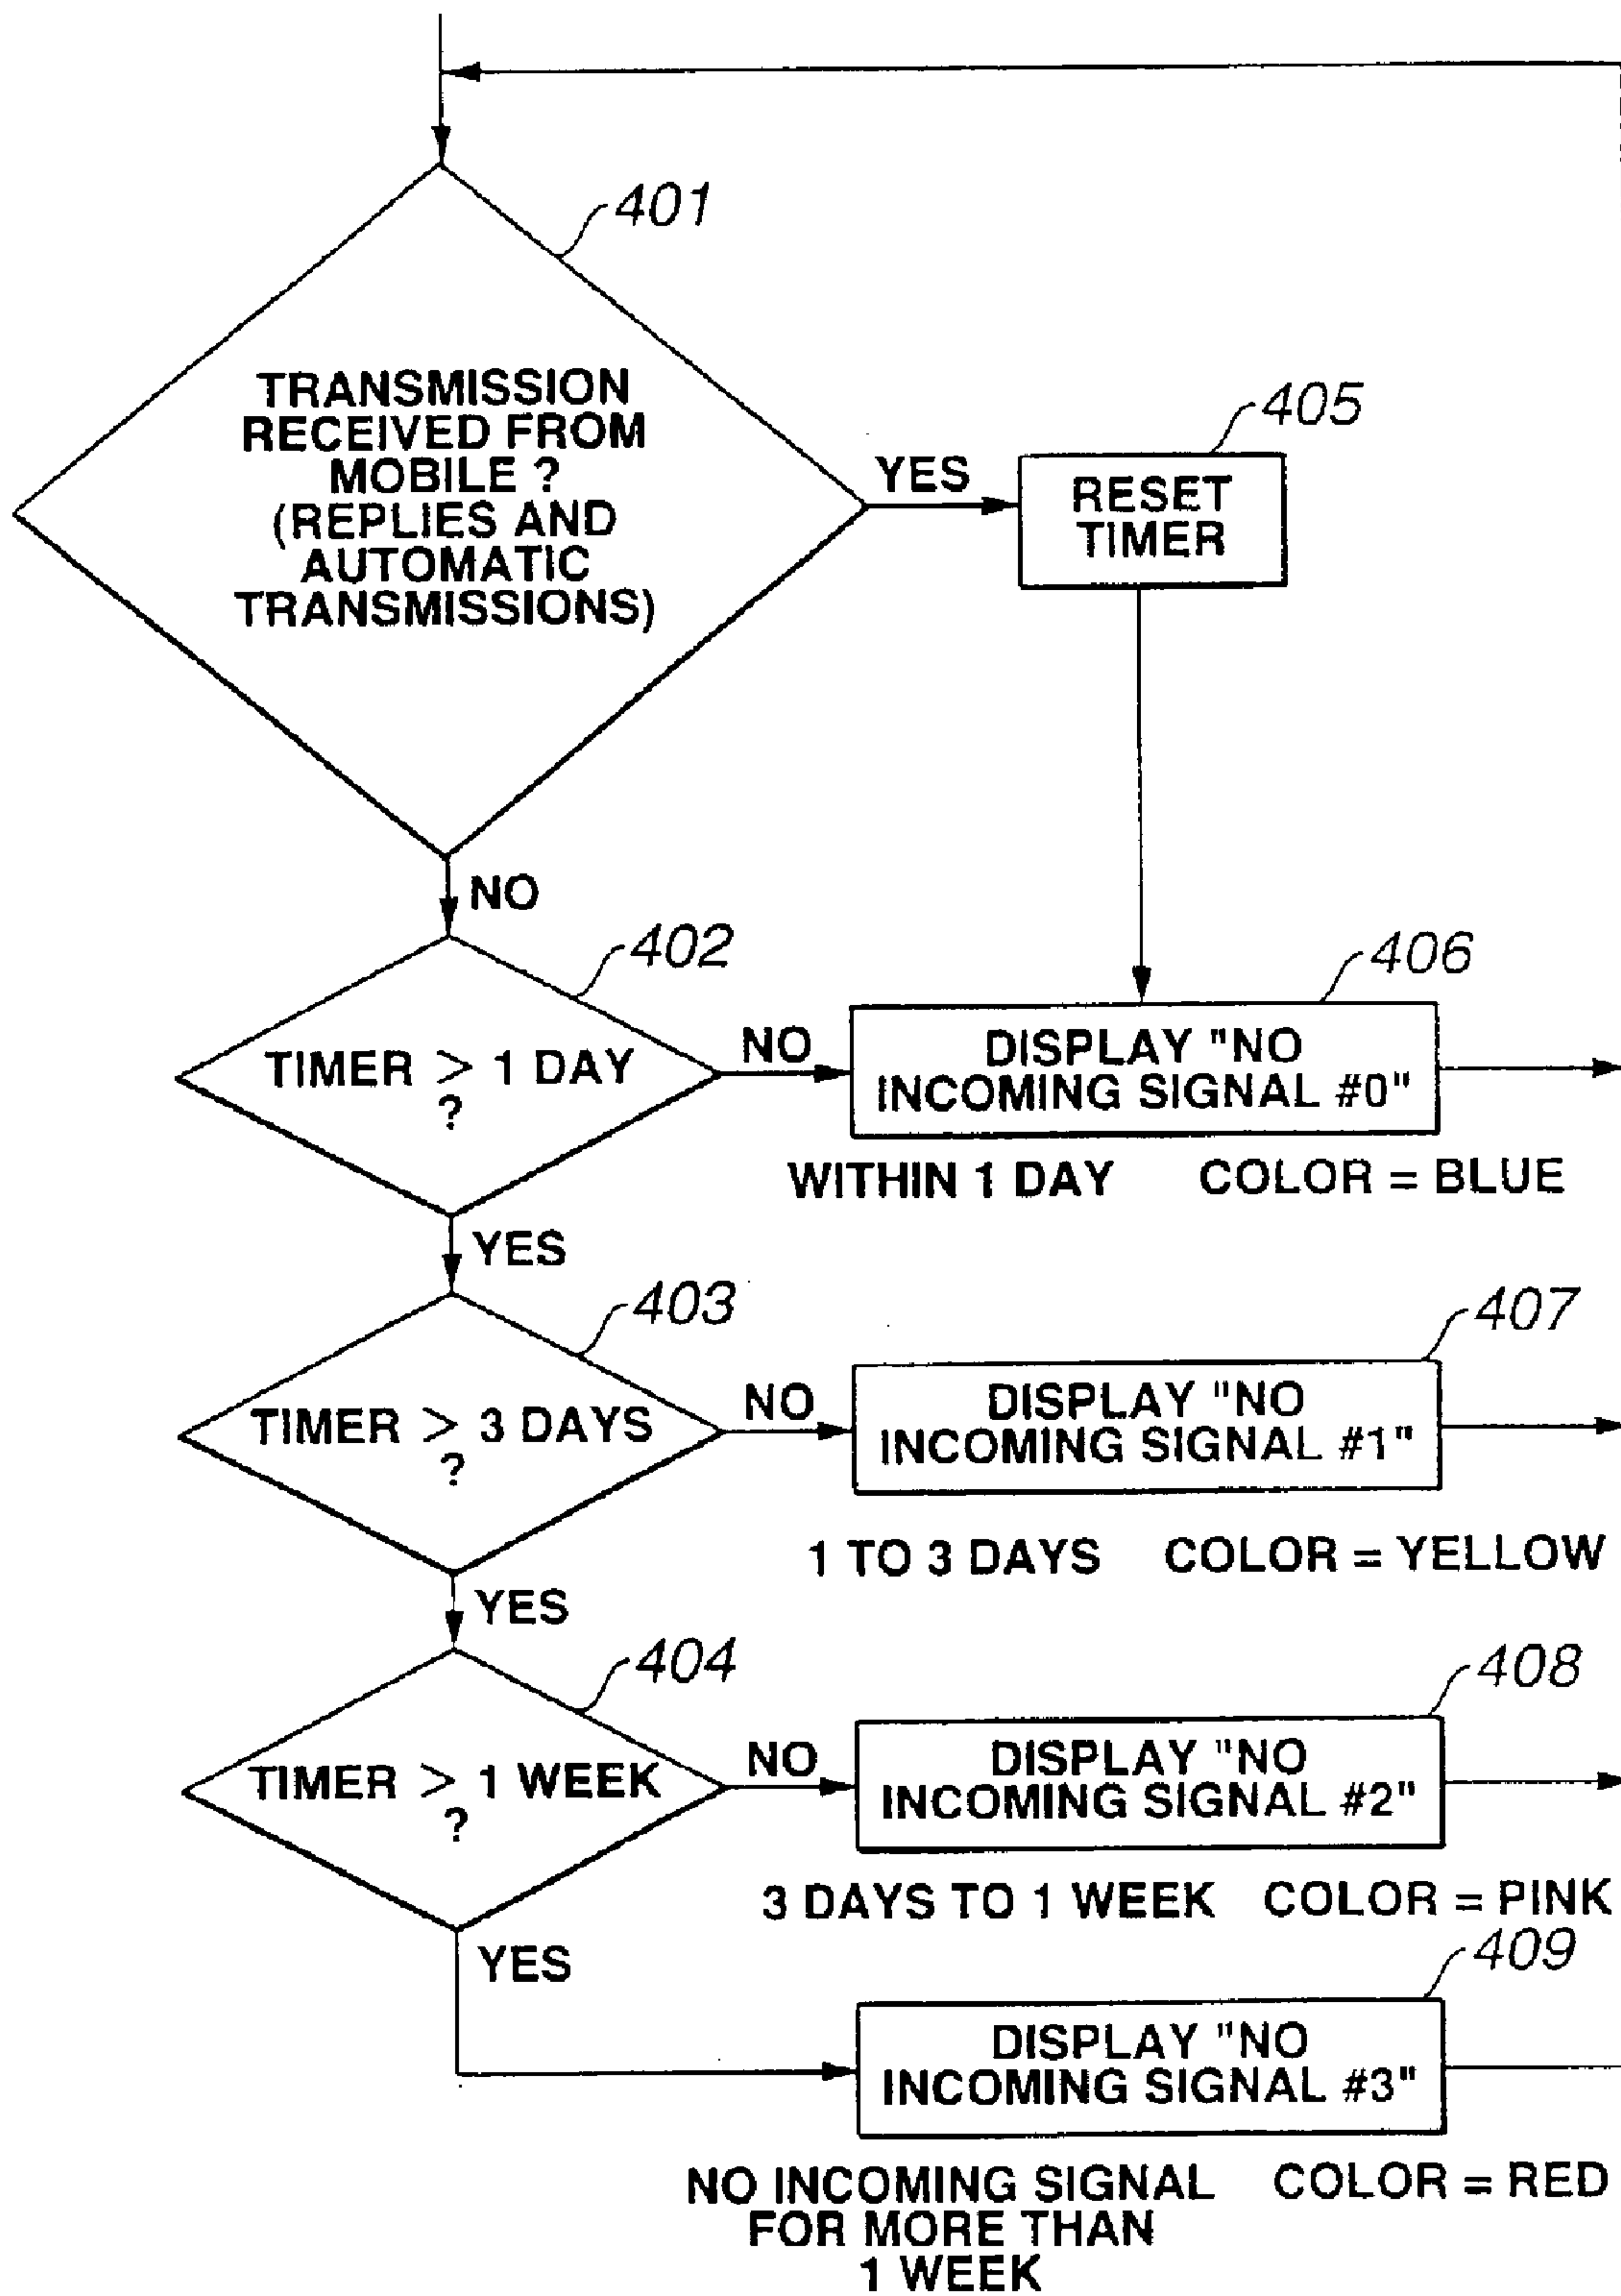 401
TRANSMISSION
RECEIVED FROM
MOBILE ?
(REPLIES AND
AUTOMATIC
TRANSMISSIONS)
YES
405
RESET
TIMER
NO
402
TIMER > 1 DAY
?
NO
406
DISPLAY "NO
INCOMING SIGNAL #0"
WITHIN 1 DAY COLOR = BLUE
YES
403
TIMER > 3 DAYS
?
NO
407
DISPLAY "NO
INCOMING SIGNAL #1"
1 TO 3 DAYS COLOR = YELLOW
YES
404
TIMER > 1 WEEK
?
NO
408
DISPLAY "NO
INCOMING SIGNAL #2"
3 DAYS TO 1 WEEK COLOR = PINK
YES
409
DISPLAY "NO
INCOMING SIGNAL #3"
NO INCOMING SIGNAL COLOR = RED
FOR MORE THAN
1 WEEK